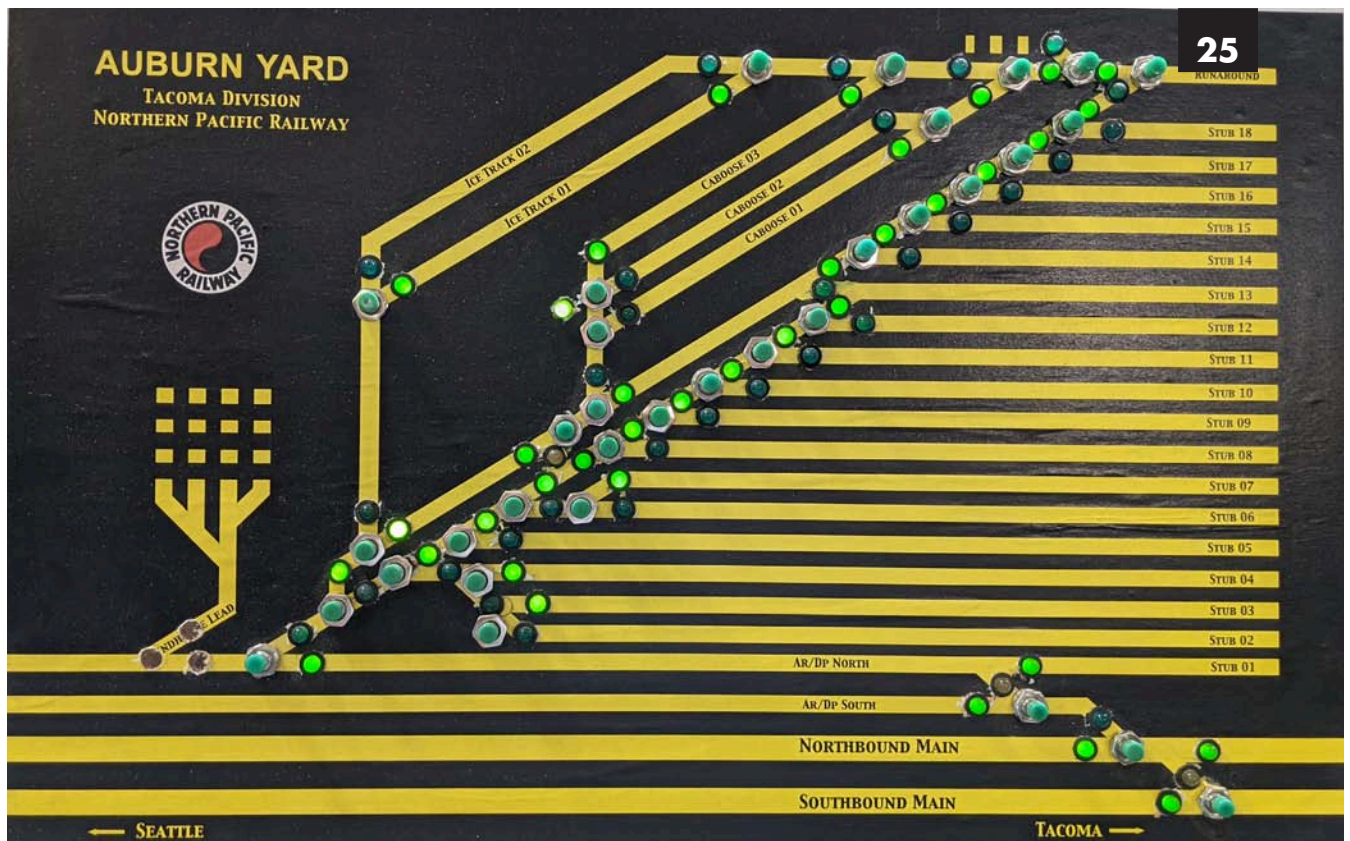 25
AUBURN YARD
TACOMA DIVISION
NORTHERN PACIFIC RAILWAY
RUNAROUND
STUB 18
ICE TRACK 02
CABOOSE 03
STUB 17
CABOOSE 02
STUB 16
ICE TRACK 01
CABOOSE 01
STUB 15
NORTHERN PACIFIC
RAILWAY
STUB 14
STUB 13
STUB 12
STUB 11
STUB 10
STUB 09
STUB 08
STUB 07
STUB 06
STUB 05
STUB 04
STUB 03
STUB 02
LEAD
AR/DP NORTH
STUB 01
AR/DP SOUTH
NORTHBOUND MAIN
SOUTHBOUND MAIN
SEATTLE
TACOMA